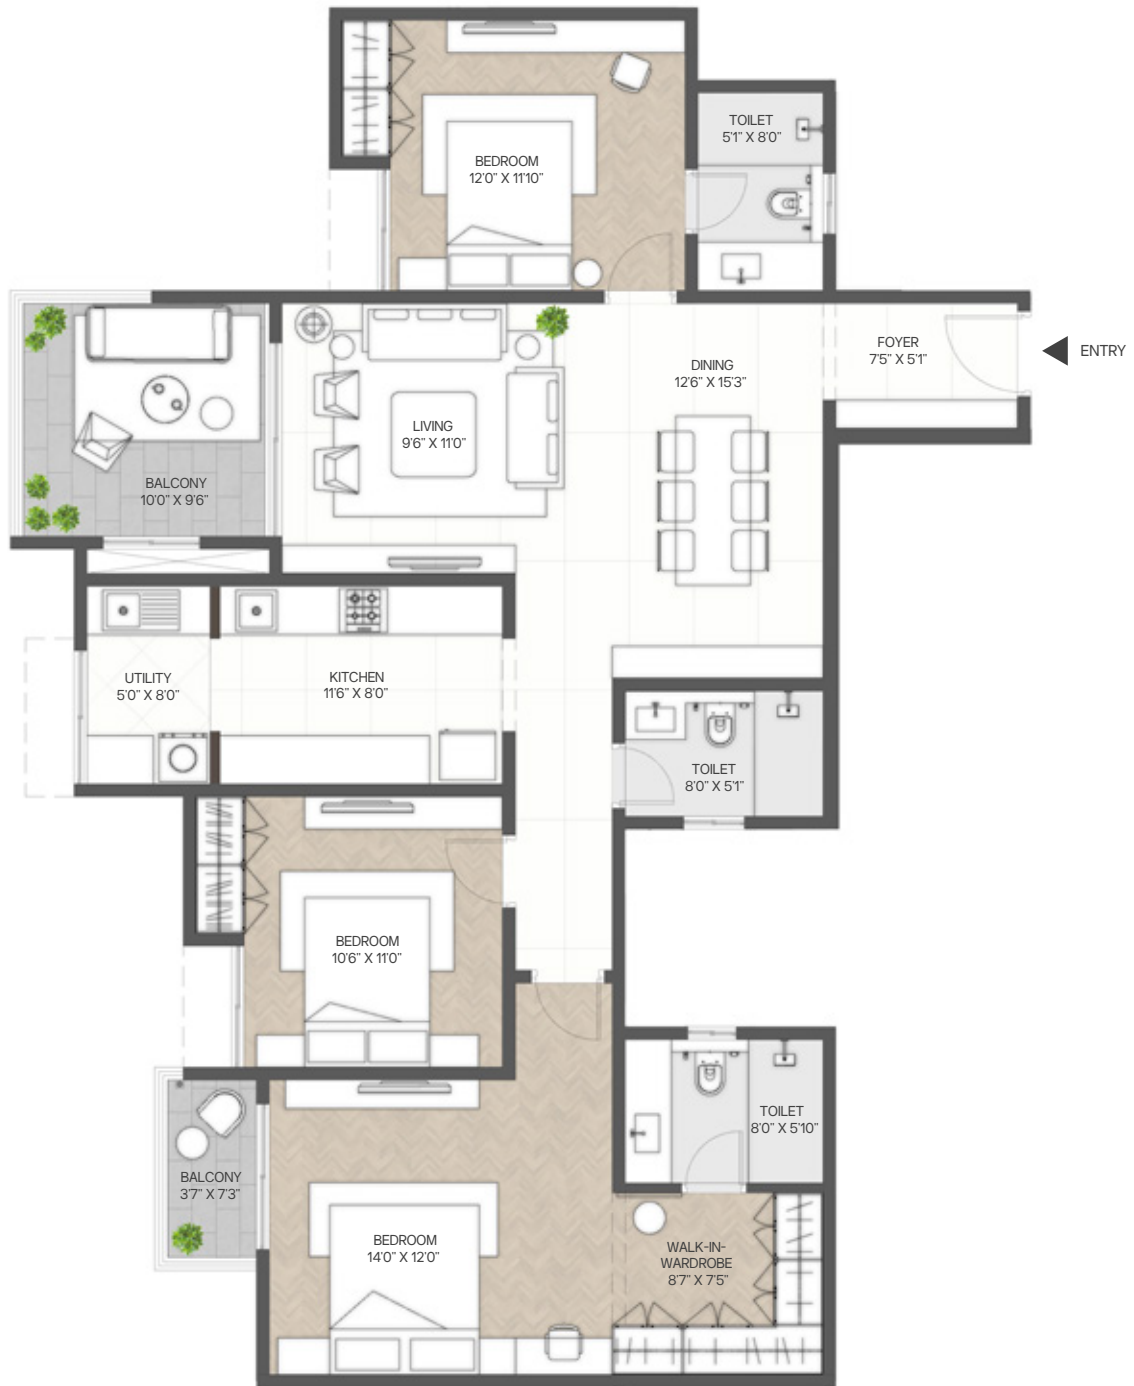 TOILET
5'1" X 8'0"
BEDROOM
12'0" X 11'10"
FOYER
7'5" X 5'1"
ENTRY
DINING
12'6" X 15'3"
LIVING
9'6" X 11'0"
BALCONY
10'0" X 9'6"
UTILITY
5'0" X 8'0"
KITCHEN
11'6" X 8'0"
TOILET
8'0" X 5'1"
BEDROOM
10'6" X 11'0"
TOILET
8'0" X 5'10"
BALCONY
3'7" X 7'3"
BEDROOM
14'0" X 12'0"
WALK-IN-
WARDROBE
8'7" X 7'5"